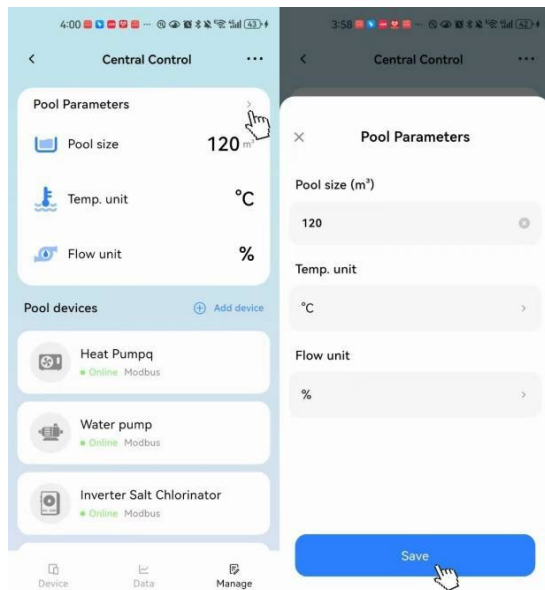 4:00
43
Central Control
Pool Parameters
Pool size 120 m³
Temp. unit °C
Flow unit %
Pool devices
Add device
Heat Pumpq
Online Modbus
Water pump
Online Modbus
Inverter Salt Chlorinator
Online Modbus
Device
Data
Manage
3:58
42
Central Control
Pool Parameters
Pool size (m³)
120
Temp. unit
°C
Flow unit
%
Save